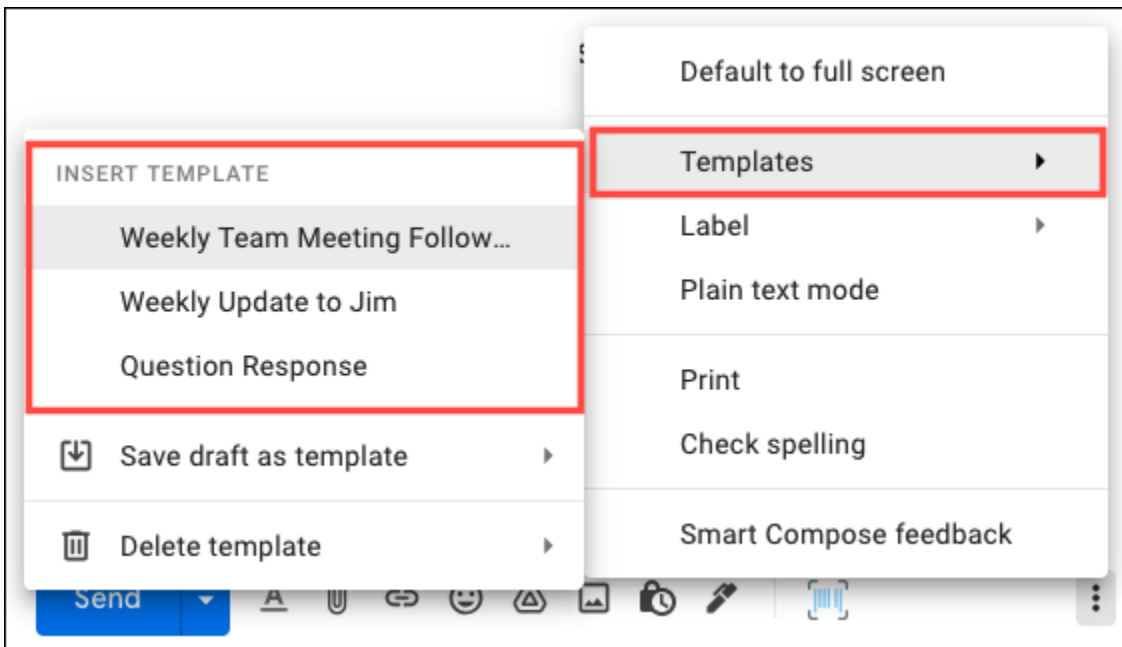 Default to full screen
Templates
Label
Plain text mode
Print
Check spelling
Smart Compose feedback
INSERT TEMPLATE
Weekly Team Meeting Follow...
Weekly Update to Jim
Question Response
Save draft as template
Delete template
Send